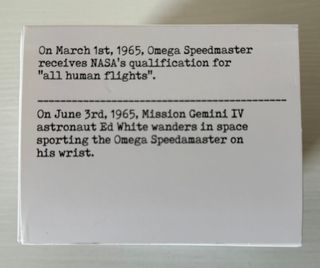 On March 1st, 1965, Omega Speedmaster
receives NASA's qualification for
"all human flights".
On June 3rd, 1965, Mission Gemini IV
astronaut Ed White wanders in space
sporting the Omega Speedamaster on
his wrist.